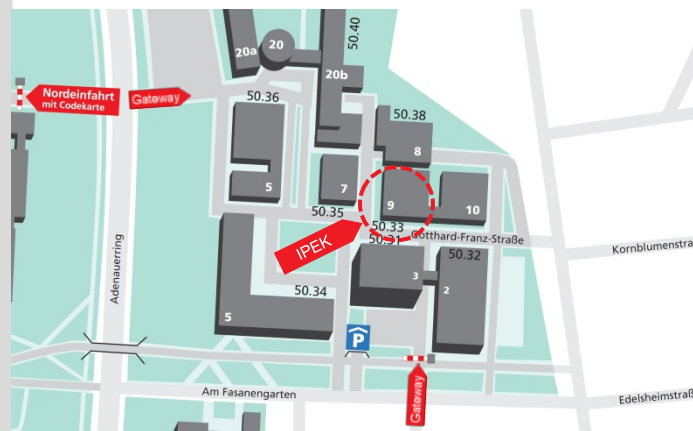 50.40
20
20a
20b
Nordeinfahrt
mit Codekarte
Gateway
50.36
50.38
8
5
7
9
10
50.35
50.33
Gotthard-Franz-Straße
50.31
IPEK
50.32
Kornblumenstra
3
2
50.34
Adenauerring
5
P
Am Fasanengarten
Gateway
Edelsheimstraß